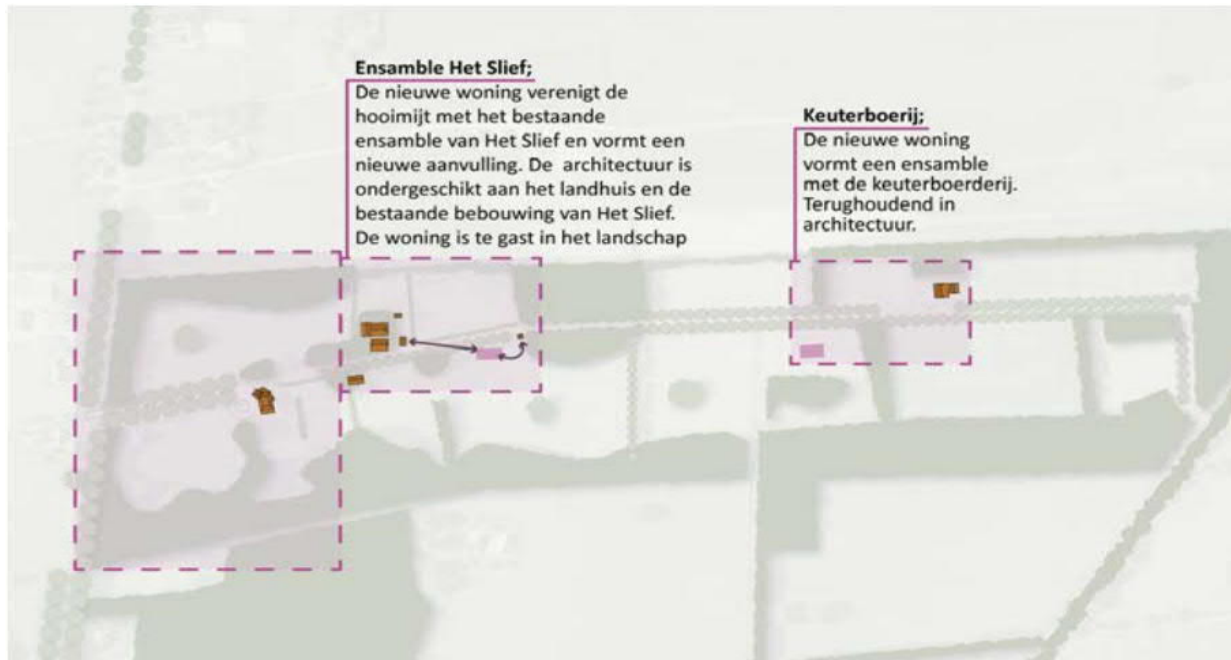 Ensamble Het Slief;
De nieuwe woning verenigt de
hooimijt met het bestaande
ensamble van Het Slief en vormt een
nieuwe aanvulling. De  architectuur is
ondergeschikt aan het landhuis en de
bestaande bebouwing van Het Slief.
De woning is te gast in het landschap
Keuterboerij;
De nieuwe woning
vormt een ensamble
met de keuterboerderij.
Terughoudend in
architectuur.